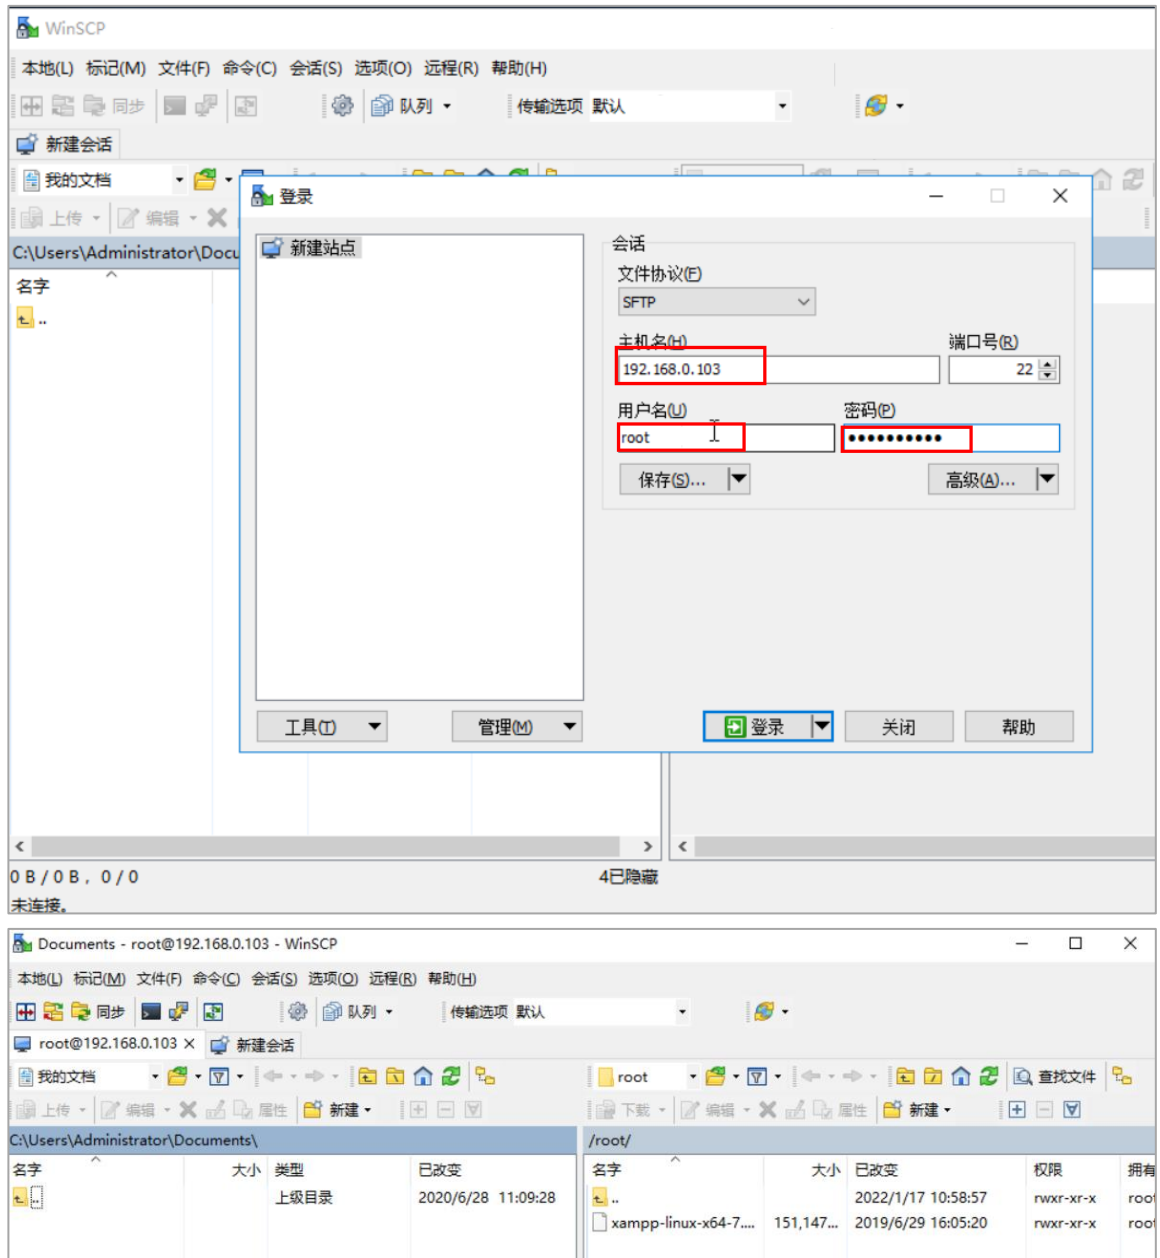 WinSCP
本地(L) 标记(M) 文件(F) 命令(C) 会话(S) 选项(O) 远程(R) 帮助(H)
同步 队列 传输选项 默认
新建会话
我的文档
上传 编辑
登录
C:\Users\Administrator\Docu
名字
..
新建站点
会话
文件协议(F)
SFTP
主机名(H) 端口号(R)
192.168.0.103 22
用户名(U) 密码(P)
root ●●●●●●●●●●
保存(S)... 高级(A)...
工具(T) 管理(M) 登录 关闭 帮助
0 B / 0 B, 0 / 0 4已隐藏
未连接。
Documents - root@192.168.0.103 - WinSCP
本地(L) 标记(M) 文件(F) 命令(C) 会话(S) 选项(O) 远程(R) 帮助(H)
同步 队列 传输选项 默认
root@192.168.0.103 × 新建会话
我的文档 root 查找文件
上传 编辑 属性 新建 下载 编辑 属性 新建
C:\Users\Administrator\Documents\ /root/
名字 大小 类型 已改变 名字 大小 已改变 权限 拥有
.. 上级目录 2020/6/28 11:09:28 .. 2022/1/17 10:58:57 rwxr-xr-x roo
xampp-linux-x64-7.... 151,147... 2019/6/29 16:05:20 rwxr-xr-x roo